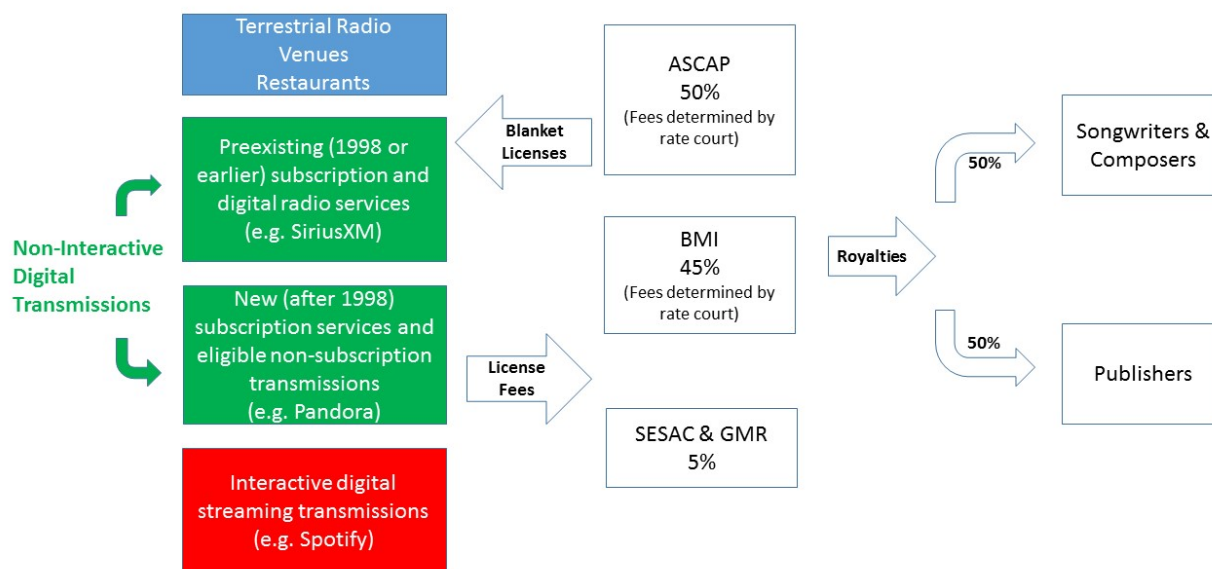 Terrestrial Radio
Venues
Restaurants
Non-Interactive
Digital
Transmissions
Preexisting (1998 or
earlier) subscription and
digital radio services
(e.g. SiriusXM)
New (after 1998)
subscription services and
eligible non-subscription
transmissions
(e.g. Pandora)
Interactive digital
streaming transmissions
(e.g. Spotify)
Blanket
Licenses
License
Fees
ASCAP
50%
(Fees determined by
rate court)
BMI
45%
(Fees determined by
rate court)
SESAC & GMR
5%
Royalties
50%
50%
Songwriters &
Composers
Publishers